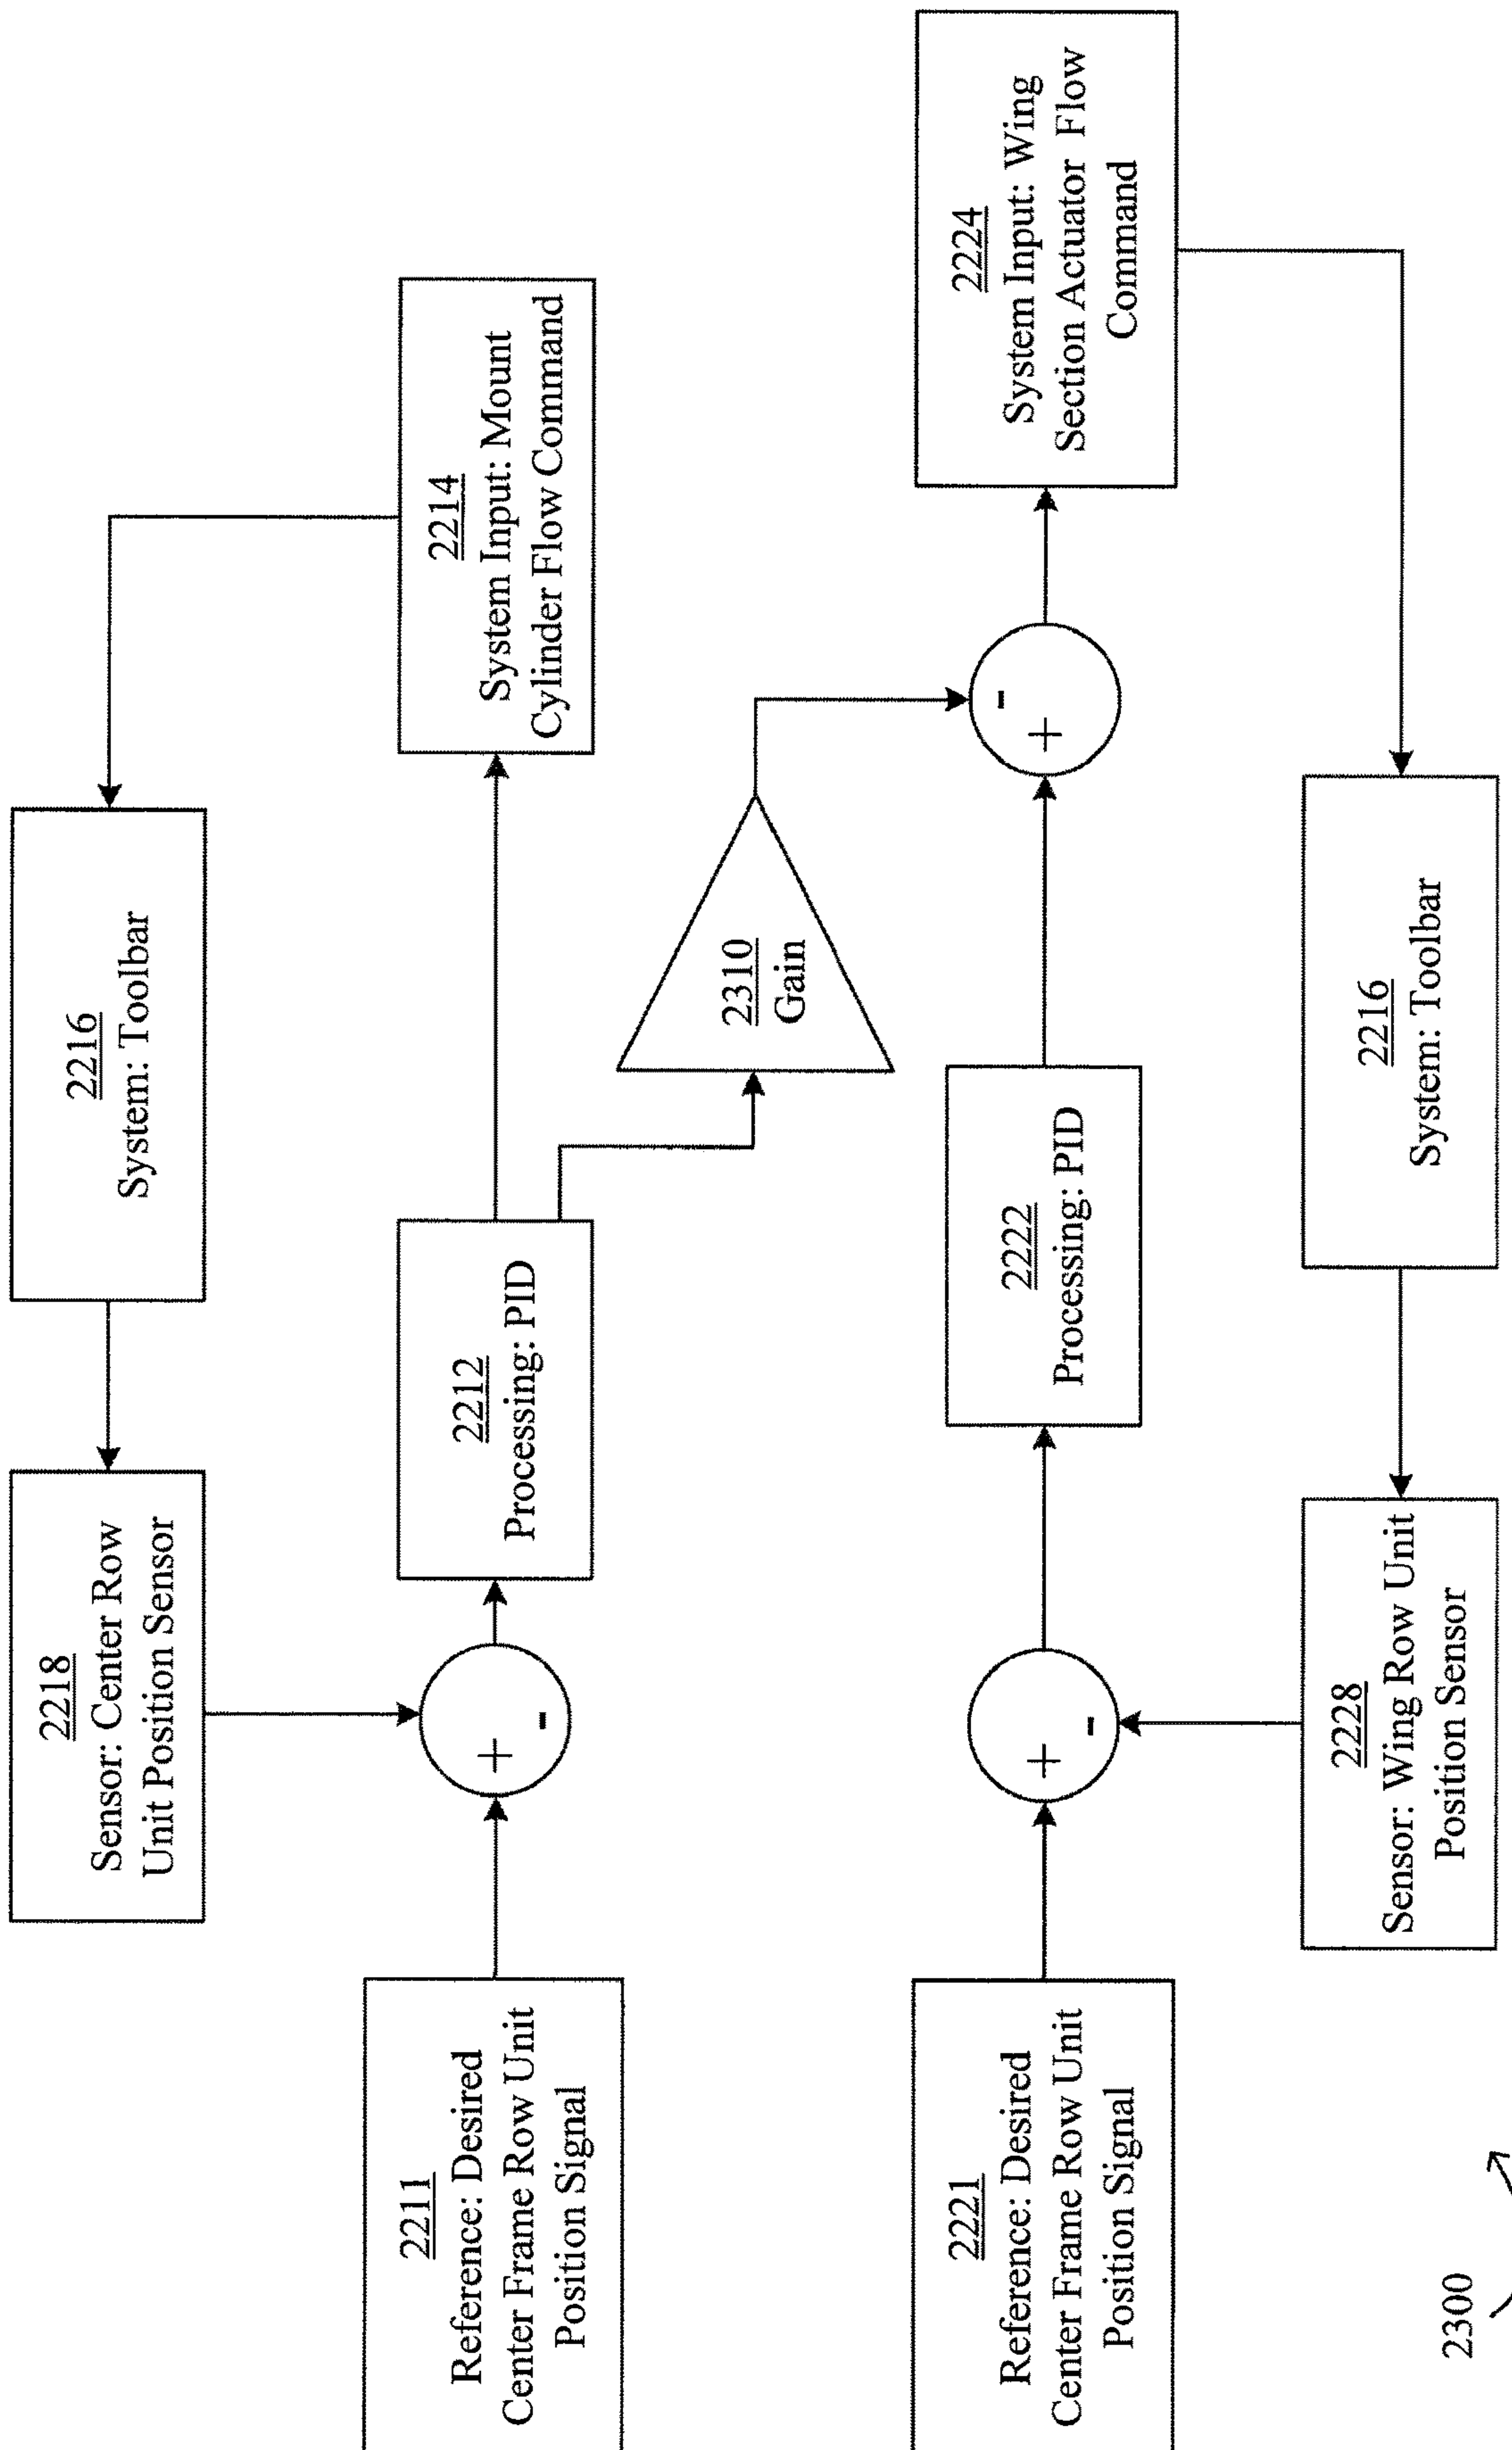 2218
Sensor: Center Row
Unit Position Sensor
2216
System: Toolbar
2211
Reference: Desired
Center Frame Row Unit
Position Signal
+
-
2212
Processing: PID
2214
System Input: Mount
Cylinder Flow Command
2310
Gain
2221
Reference: Desired
Center Frame Row Unit
Position Signal
+
-
2222
Processing: PID
+
-
2224
System Input: Wing
Section Actuator Flow
Command
2228
Sensor: Wing Row Unit
Position Sensor
2216
System: Toolbar
2300